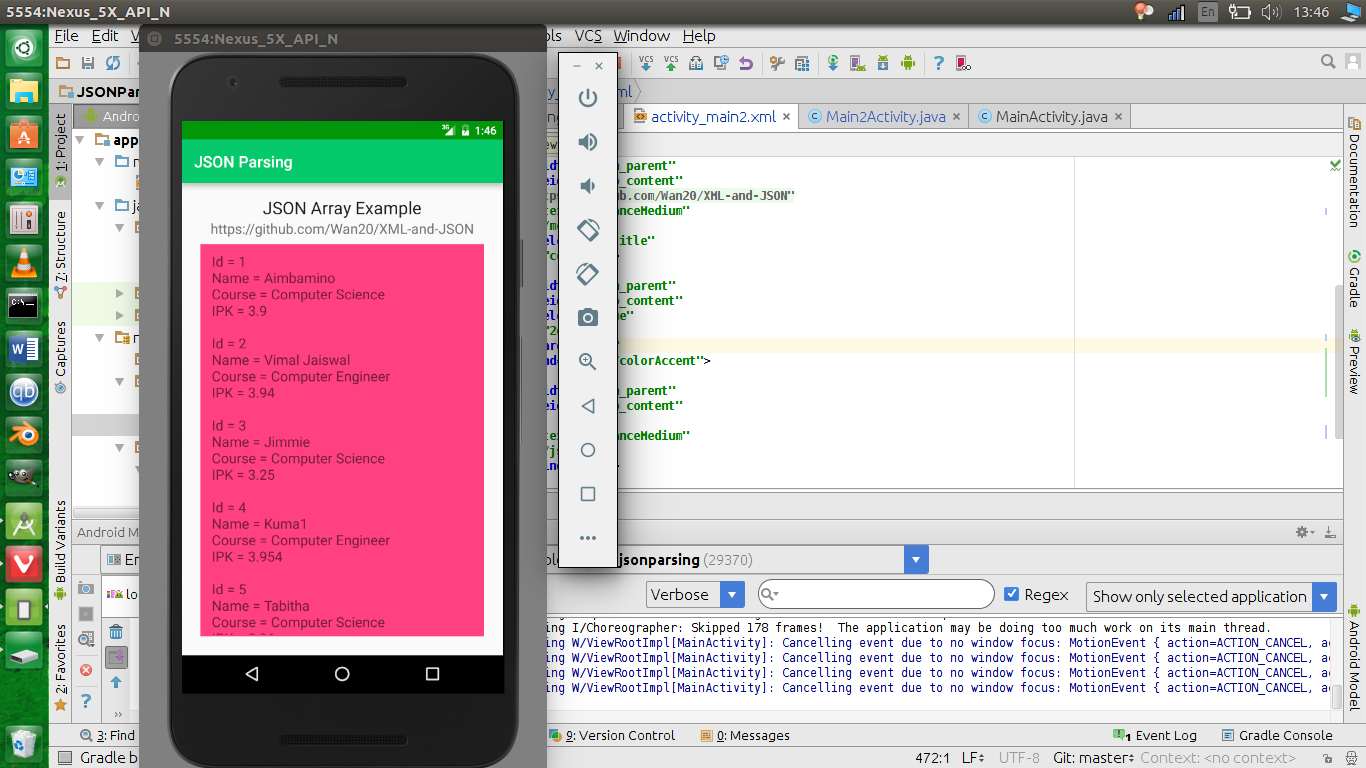 5554:Nexus_5X_API_N
En
13:46
File Edit
VCS Window Help
5554:Nexus_5X_API_N
activity_main2.xml
Main2Activity.java
MainActivity.java
app
1: Project
7: Structure
Captures
Build Variants
2: Favorites
1:46
JSON Parsing
JSON Array Example
https://github.com/Wan20/XML-and-JSON
Id = 1
Name = Aimbamino
Course = Computer Science
IPK = 3.9
Id = 2
Name = Vimal Jaiswal
Course = Computer Engineer
IPK = 3.94
Id = 3
Name = Jimmie
Course = Computer Science
IPK = 3.25
Id = 4
Name = Kuma1
Course = Computer Engineer
IPK = 3.954
Id = 5
Name = Tabitha
Course = Computer Science
_parent"
_content"
b.com/Wan20/XML-and-JSON"
anceMedium"
itle"
_parent"
_content"
/colorAccent">
_parent"
_content"
anceMedium"
Documentation
Gradle
Preview
Android Model
Android M
jsonparsing (29370)
Verbose
Regex
Show only selected application
ing I/Choreographer: Skipped 178 frames! The application may be doing too much work on its main thread.
ing W/ViewRootImpl[MainActivity]: Cancelling event due to no window focus: MotionEvent { action=ACTION_CANCEL, ac
ing W/ViewRootImpl[MainActivity]: Cancelling event due to no window focus: MotionEvent { action=ACTION_CANCEL, ac
ing W/ViewRootImpl[MainActivity]: Cancelling event due to no window focus: MotionEvent { action=ACTION_CANCEL, ac
ing W/ViewRootImpl[MainActivity]: Cancelling event due to no window focus: MotionEvent { action=ACTION_CANCEL, ac
3: Find
9: Version Control
0: Messages
1 Event Log
Gradle Console
Gradle b
472:1 LF UTF-8 Git: master Context: <no context>